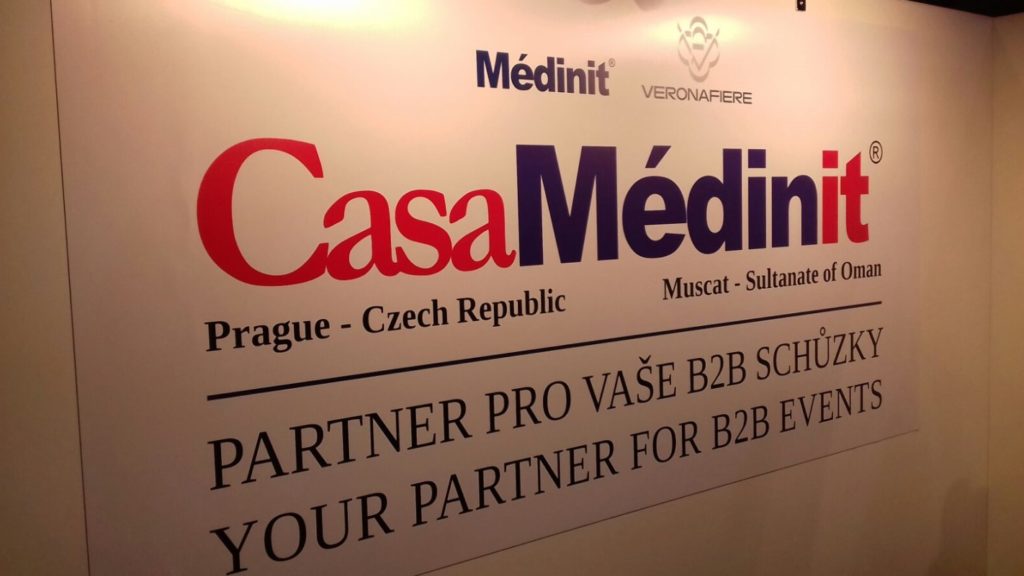 Médinit®
VERONAFIERE
CasaMédinit®
Prague - Czech Republic
Muscat - Sultanate of Oman
PARTNER PRO VAŠE B2B SCHŮZKY
YOUR PARTNER FOR B2B EVENTS